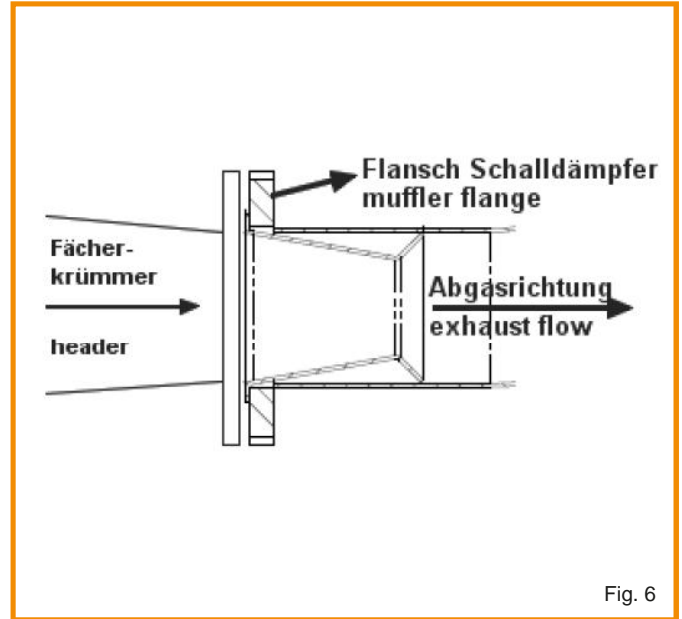 Flansch Schalldämpfer
muffler flange
Fächer-
krümmer
header
Abgasrichtung
exhaust flow
Fig. 6